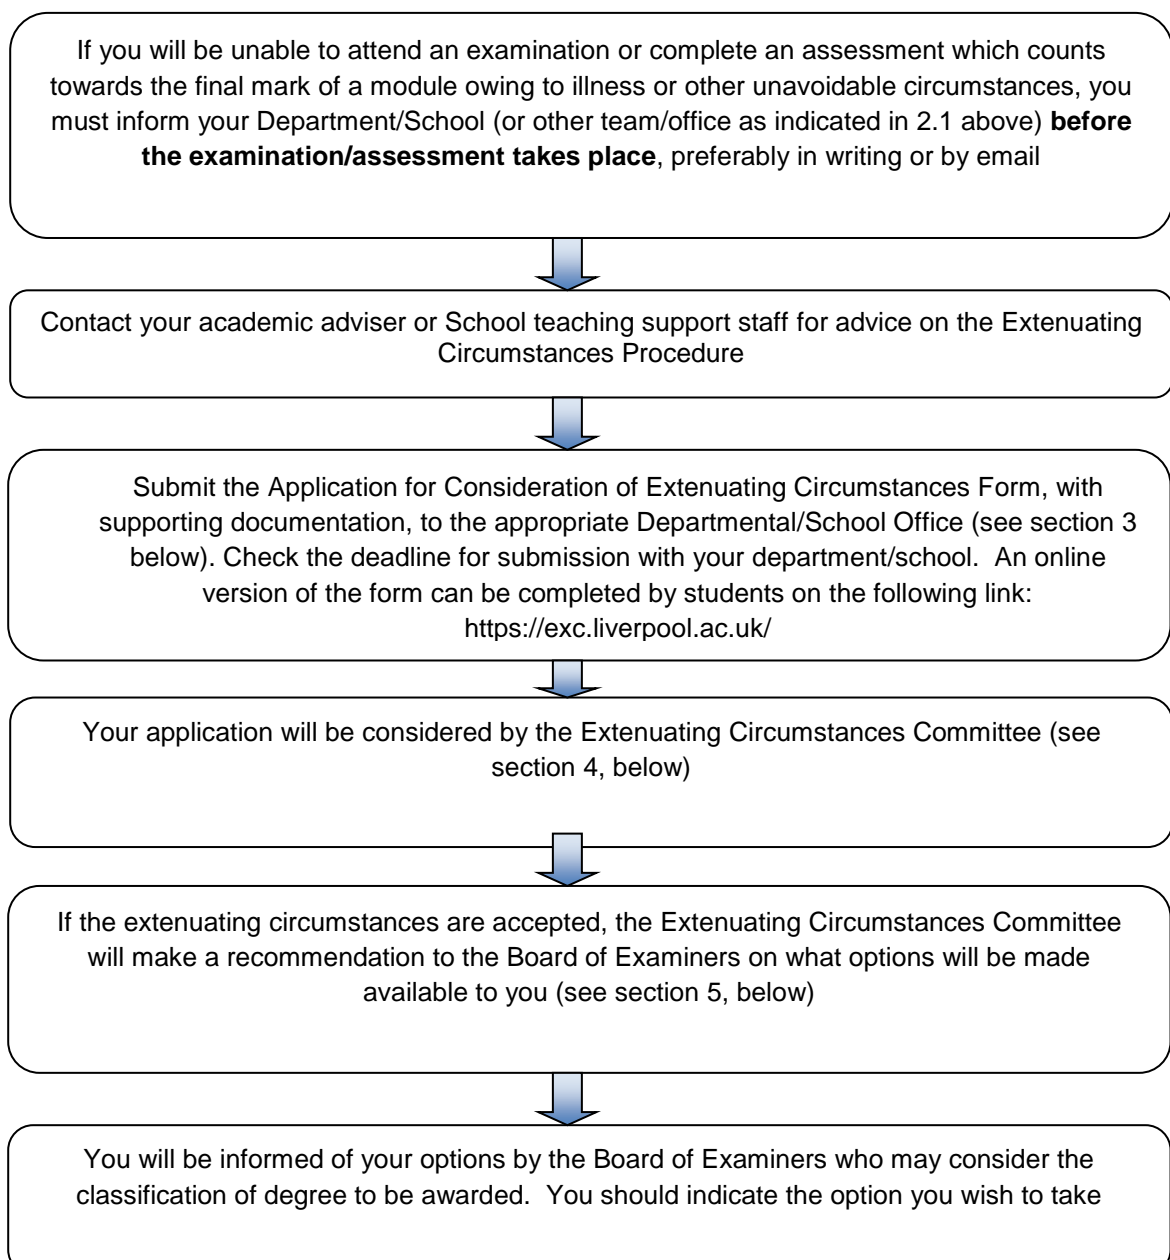 If you will be unable to attend an examination or complete an assessment which counts
towards the final mark of a module owing to illness or other unavoidable circumstances, you
must inform your Department/School (or other team/office as indicated in 2.1 above) before
the examination/assessment takes place, preferably in writing or by email
Contact your academic adviser or School teaching support staff for advice on the Extenuating
Circumstances Procedure
Submit the Application for Consideration of Extenuating Circumstances Form, with
supporting documentation, to the appropriate Departmental/School Office (see section 3
below). Check the deadline for submission with your department/school.  An online
version of the form can be completed by students on the following link:
https://exc.liverpool.ac.uk/
Your application will be considered by the Extenuating Circumstances Committee (see
section 4, below)
If the extenuating circumstances are accepted, the Extenuating Circumstances Committee
will make a recommendation to the Board of Examiners on what options will be made
available to you (see section 5, below)
You will be informed of your options by the Board of Examiners who may consider the
classification of degree to be awarded.  You should indicate the option you wish to take